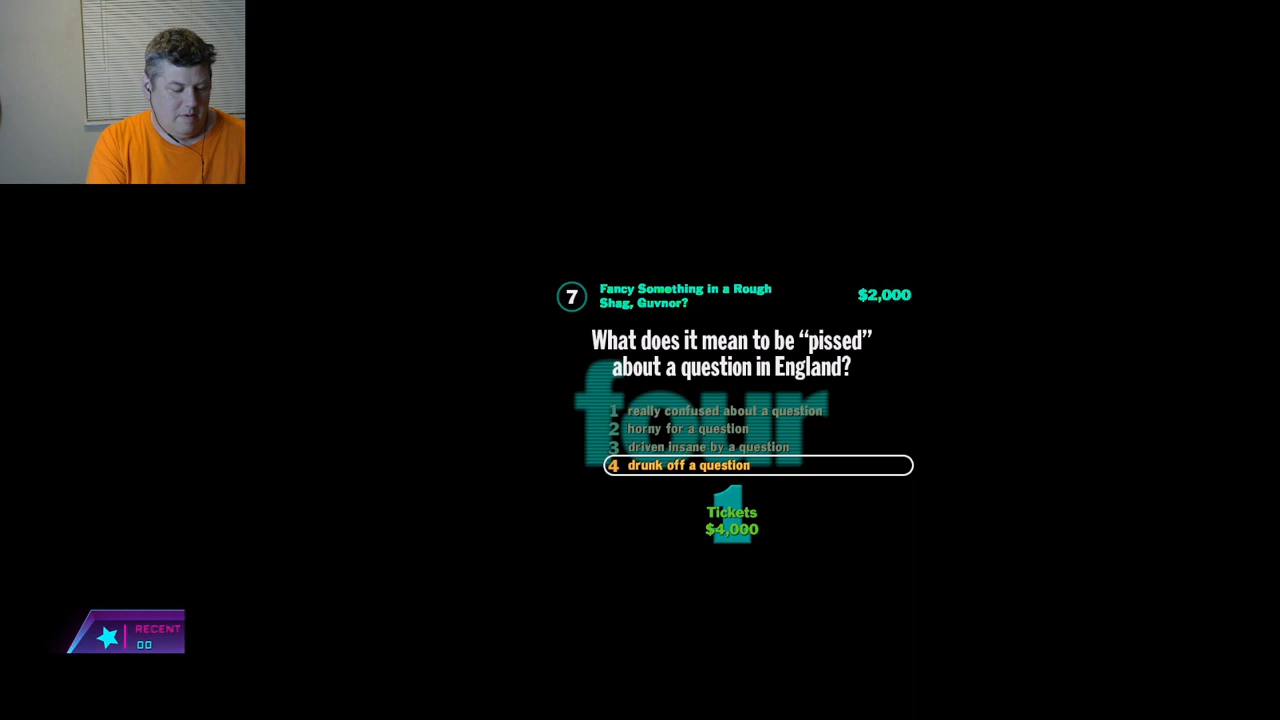 7
Fancy Something in a Rough
Shag, Guvnor?
$2,000
What does it mean to be “pissed”
about a question in England?
four
1 really confused about a question
2 horny for a question
3 driven insane by a question
4 drunk off a question
1
Tickets
$4,000
RECENT
00